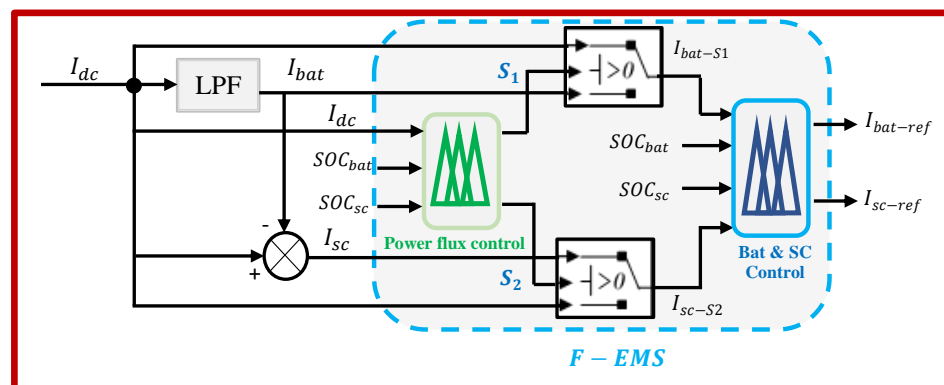 I_dc
LPF
I_bat
S_1
I_bat-S1
>0
I_dc
SOC_bat
SOC_sc
Power flux control
I_bat-ref
SOC_bat
SOC_sc
I_sc-ref
Bat & SC
Control
-
+
I_sc
S_2
>0
I_sc-S2
F - EMS